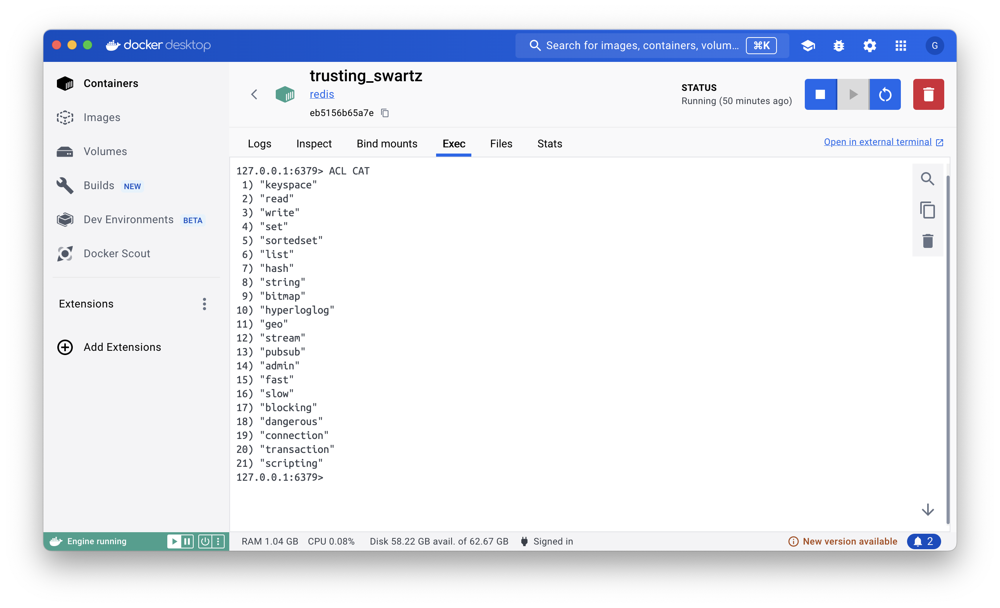 docker desktop
Search for images, containers, volum... ⌘K
G
Containers
Images
Volumes
Builds NEW
Dev Environments BETA
Docker Scout
Extensions
Add Extensions
trusting_swartz
redis
eb5156b65a7e
STATUS
Running (50 minutes ago)
Logs Inspect Bind mounts Exec Files Stats
Open in external terminal
127.0.0.1:6379> ACL CAT
1) "keyspace"
2) "read"
3) "write"
4) "set"
5) "sortedset"
6) "list"
7) "hash"
8) "string"
9) "bitmap"
10) "hyperloglog"
11) "geo"
12) "stream"
13) "pubsub"
14) "admin"
15) "fast"
16) "slow"
17) "blocking"
18) "dangerous"
19) "connection"
20) "transaction"
21) "scripting"
127.0.0.1:6379>
Engine running
RAM 1.04 GB CPU 0.08% Disk 58.22 GB avail. of 62.67 GB Signed in
New version available 2